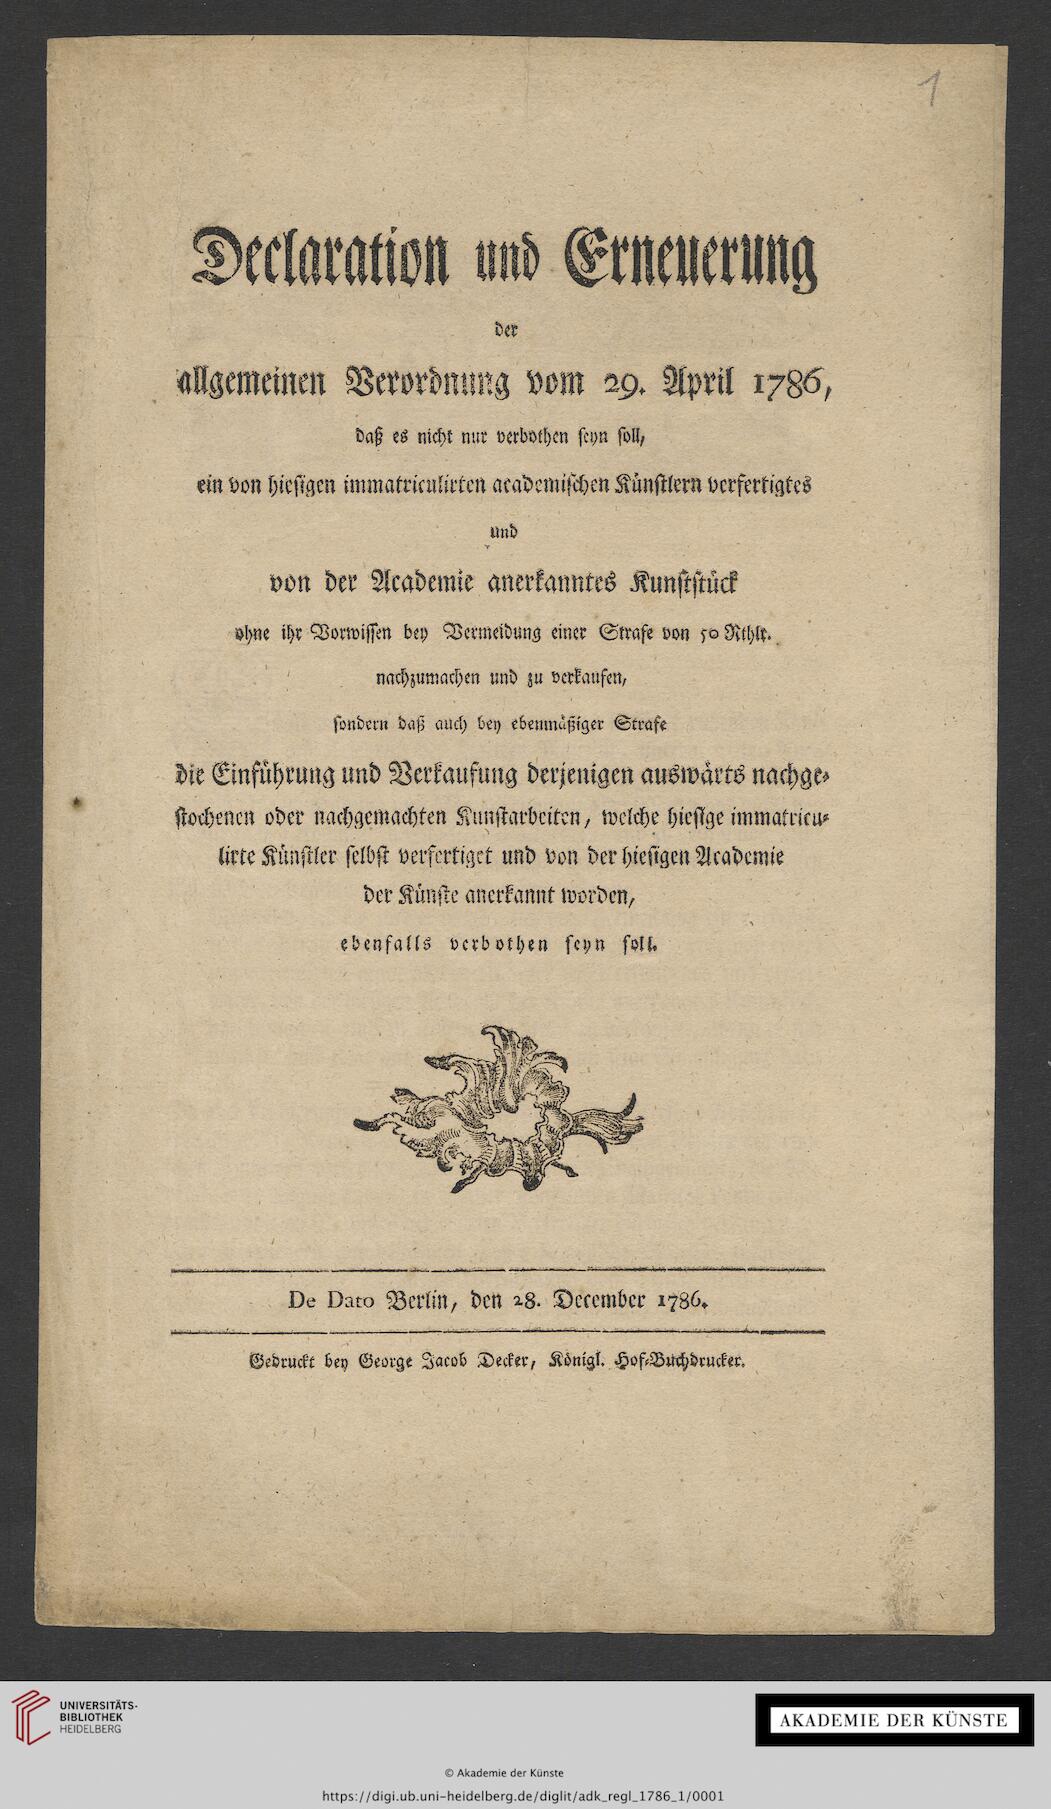 1
Declaration und Erneuerung
der
allgemeinen Verordnung vom 29. April 1786,
daß es nicht nur verbothen seyn soll,
ein von hiesigen immatriculirten academischen Künstlern verfertigtes
und
von der Academie anerkanntes Kunststück
ohne ihr Vorwissen bey Vermeidung einer Strafe von 50 Rthlr.
nachzumachen und zu verkaufen,
sondern daß auch bey ebenmäßiger Strafe
die Einführung und Verkaufung derjenigen auswärts nachge-
stochenen oder nachgemachten Kunstarbeiten, welche hiesige immatricu-
lirte Künstler selbst verfertiget und von der hiesigen Academie
der Künste anerkannt worden,
ebenfalls verbothen seyn soll.
De Dato Berlin, den 28. December 1786.
Gedruckt bey George Jacob Decker, Königl. Hof-Buchdrucker.
UNIVERSITÄTS-
BIBLIOTHEK
HEIDELBERG
AKADEMIE DER KÜNSTE
© Akademie der Künste
https://digi.ub.uni-heidelberg.de/diglit/adk_regl_1786_1/0001